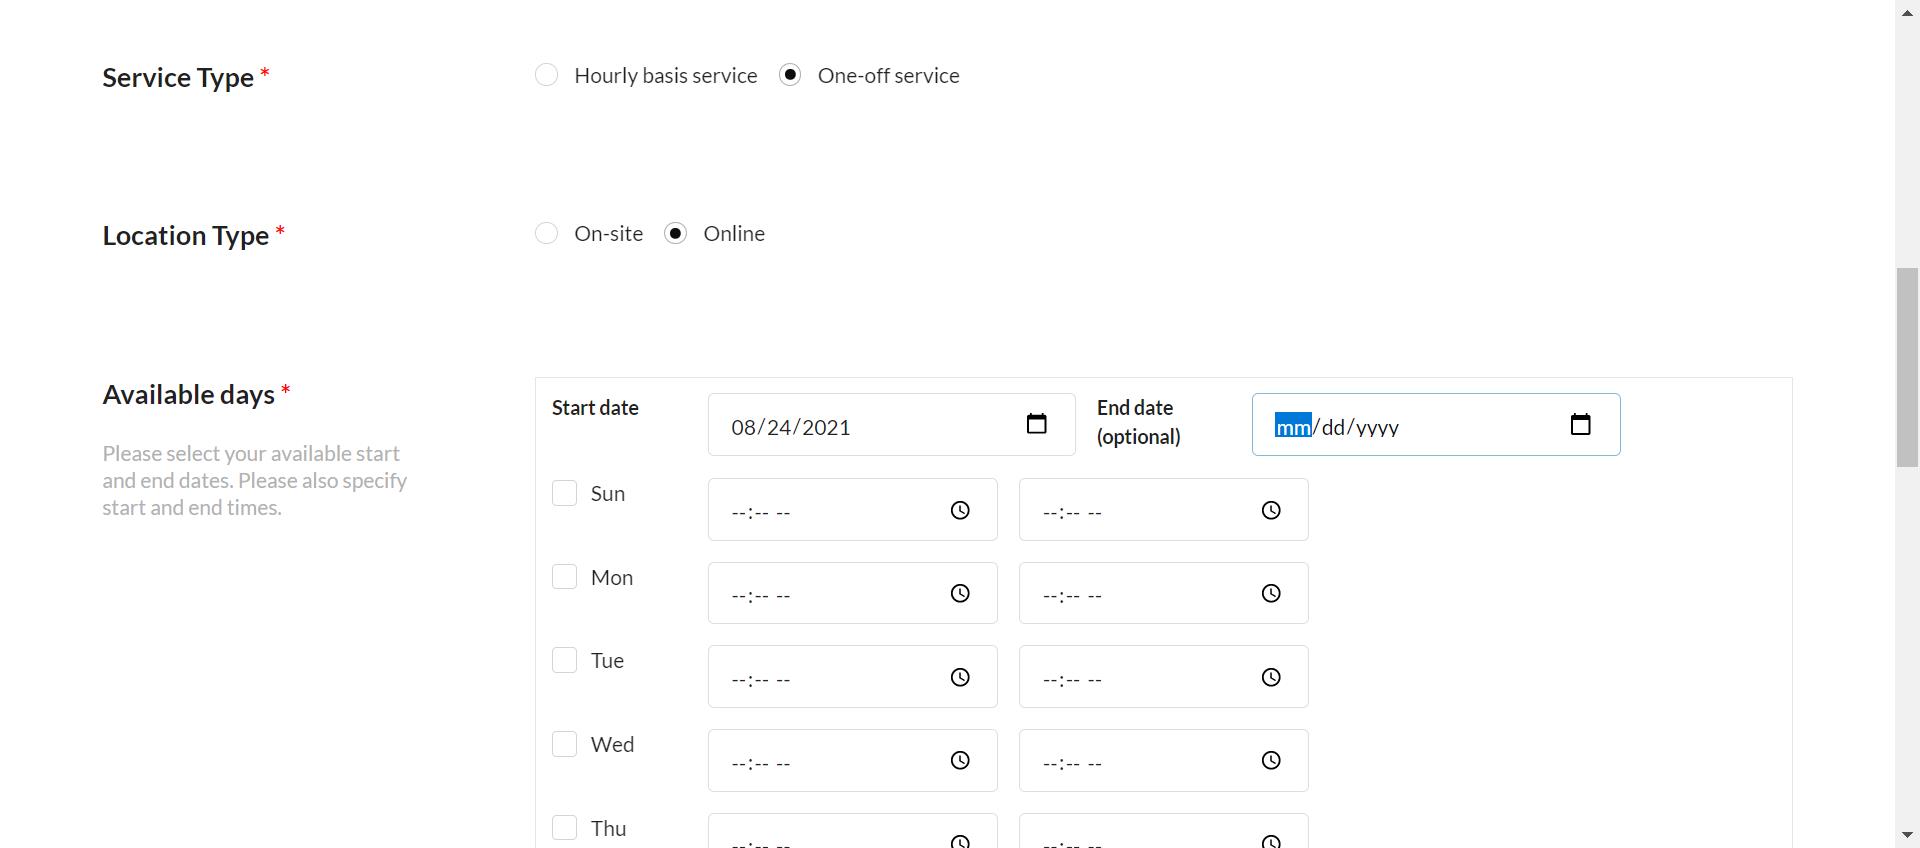 Service Type *
Hourly basis service One-off service
Location Type *
On-site Online
Available days *
Please select your available start
and end dates. Please also specify
start and end times.
Start date 08/24/2021 End date
(optional) mm/dd/yyyy
Sun --:-- -- --:-- --
Mon --:-- -- --:-- --
Tue --:-- -- --:-- --
Wed --:-- -- --:-- --
Thu --:-- -- --:-- --